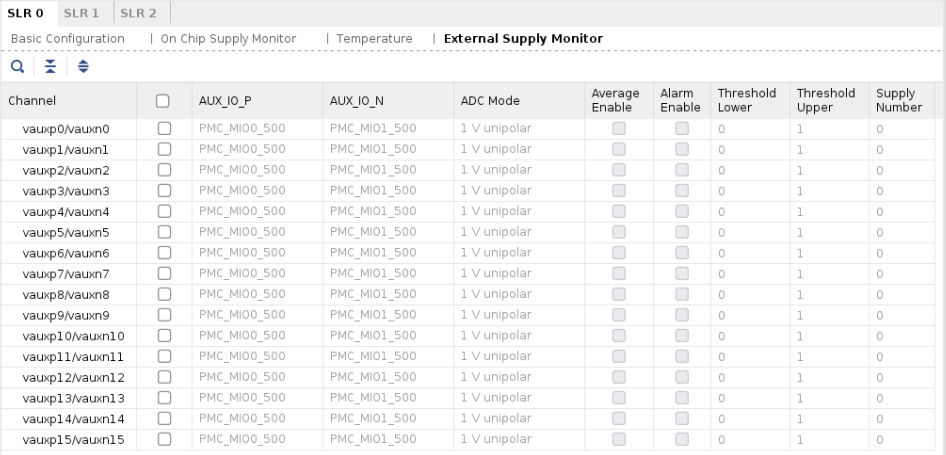 SLR 0 SLR 1 SLR 2
Basic Configuration | On Chip Supply Monitor | Temperature | External Supply Monitor
Channel AUX_IO_P AUX_IO_N ADC Mode Average Enable Alarm Enable Threshold Lower Threshold Upper Supply Number
vauxp0/vauxn0 PMC_MIO0_500 PMC_MIO1_500 1 V unipolar 0 1 0
vauxp1/vauxn1 PMC_MIO0_500 PMC_MIO1_500 1 V unipolar 0 1 0
vauxp2/vauxn2 PMC_MIO0_500 PMC_MIO1_500 1 V unipolar 0 1 0
vauxp3/vauxn3 PMC_MIO0_500 PMC_MIO1_500 1 V unipolar 0 1 0
vauxp4/vauxn4 PMC_MIO0_500 PMC_MIO1_500 1 V unipolar 0 1 0
vauxp5/vauxn5 PMC_MIO0_500 PMC_MIO1_500 1 V unipolar 0 1 0
vauxp6/vauxn6 PMC_MIO0_500 PMC_MIO1_500 1 V unipolar 0 1 0
vauxp7/vauxn7 PMC_MIO0_500 PMC_MIO1_500 1 V unipolar 0 1 0
vauxp8/vauxn8 PMC_MIO0_500 PMC_MIO1_500 1 V unipolar 0 1 0
vauxp9/vauxn9 PMC_MIO0_500 PMC_MIO1_500 1 V unipolar 0 1 0
vauxp10/vauxn10 PMC_MIO0_500 PMC_MIO1_500 1 V unipolar 0 1 0
vauxp11/vauxn11 PMC_MIO0_500 PMC_MIO1_500 1 V unipolar 0 1 0
vauxp12/vauxn12 PMC_MIO0_500 PMC_MIO1_500 1 V unipolar 0 1 0
vauxp13/vauxn13 PMC_MIO0_500 PMC_MIO1_500 1 V unipolar 0 1 0
vauxp14/vauxn14 PMC_MIO0_500 PMC_MIO1_500 1 V unipolar 0 1 0
vauxp15/vauxn15 PMC_MIO0_500 PMC_MIO1_500 1 V unipolar 0 1 0